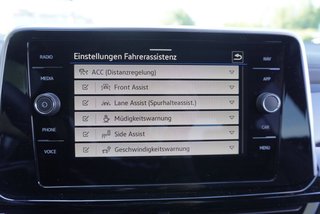 Einstellungen Fahrerassistenz
RADIO
NAV
MEDIA
APP
ACC (Distanzregelung)
Front Assist
Lane Assist (Spurhalteassist.)
Müdigkeitswarnung
PHONE
CAR
Side Assist
VOICE
MENU
Geschwindigkeitswarnung